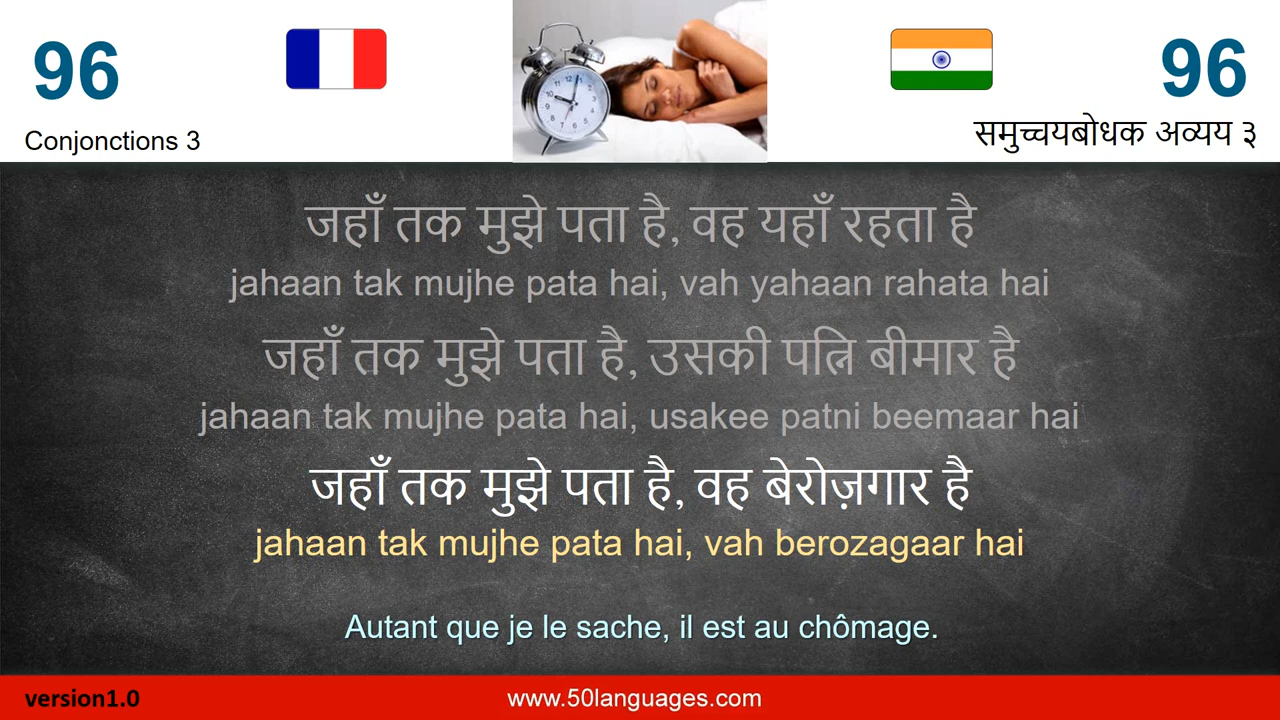 96
96
Conjonctions 3
समुच्चयबोधक अव्यय ३
जहाँ तक मुझे पता है, वह यहाँ रहता है
jahaan tak mujhe pata hai, vah yahaan rahata hai
जहाँ तक मुझे पता है, उसकी पत्नि बीमार है
jahaan tak mujhe pata hai, usakee patni beemaar hai
जहाँ तक मुझे पता है, वह बेरोज़गार है
jahaan tak mujhe pata hai, vah berozagaar hai
Autant que je le sache, il est au chômage.
version1.0
www.50languages.com